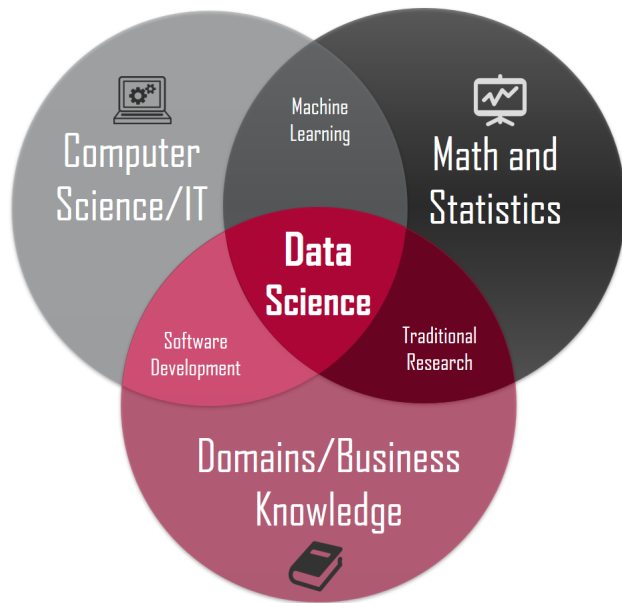 Machine
Learning
Computer
Science/IT
Math and
Statistics
Data
Science
Software
Development
Traditional
Research
Domains/Business
Knowledge